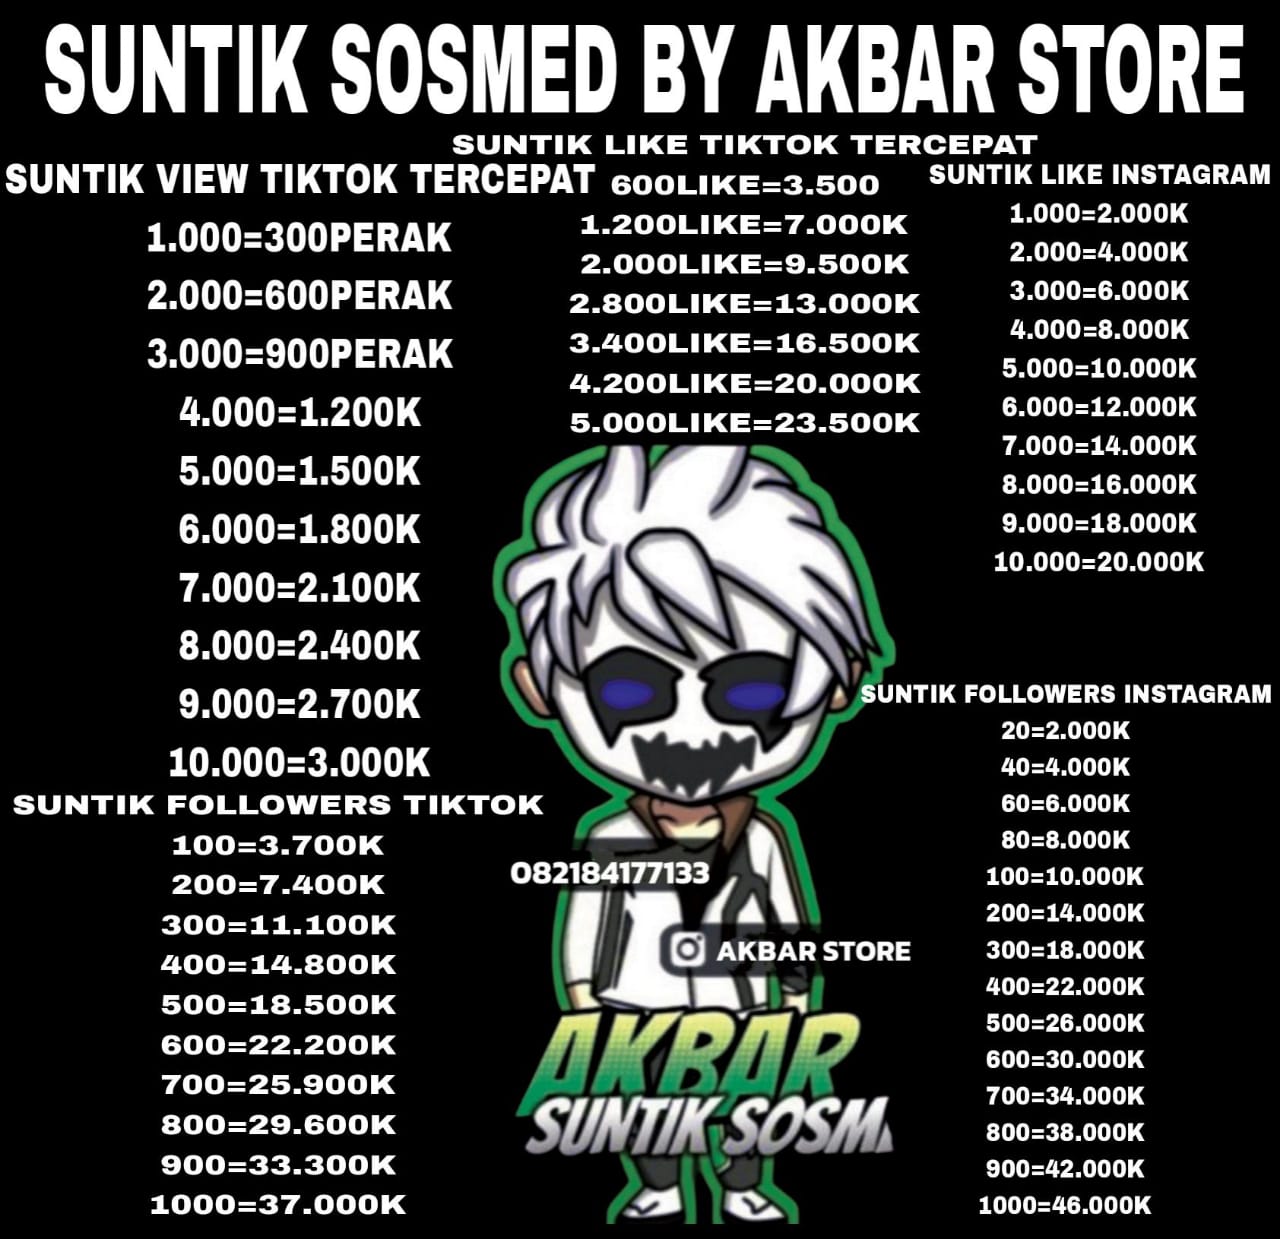 SUNTIK SOSMED BY AKBAR STORE
SUNTIK VIEW TIKTOK TERCEPAT
1.000=300PERAK
2.000=600PERAK
3.000=900PERAK
4.000=1.200K
5.000=1.500K
6.000=1.800K
7.000=2.100K
8.000=2.400K
9.000=2.700K
10.000=3.000K
SUNTIK FOLLOWERS TIKTOK
100=3.700K
200=7.400K
300=11.100K
400=14.800K
500=18.500K
600=22.200K
700=25.900K
800=29.600K
900=33.300K
1000=37.000K
SUNTIK LIKE TIKTOK TERCEPAT
600LIKE=3.500
1.200LIKE=7.000K
2.000LIKE=9.500K
2.800LIKE=13.000K
3.400LIKE=16.500K
4.200LIKE=20.000K
5.000LIKE=23.500K
082184177133
AKBAR STORE
AKBAR
SUNTIK SOSM
SUNTIK LIKE INSTAGRAM
1.000=2.000K
2.000=4.000K
3.000=6.000K
4.000=8.000K
5.000=10.000K
6.000=12.000K
7.000=14.000K
8.000=16.000K
9.000=18.000K
10.000=20.000K
SUNTIK FOLLOWERS INSTAGRAM
20=2.000K
40=4.000K
60=6.000K
80=8.000K
100=10.000K
200=14.000K
300=18.000K
400=22.000K
500=26.000K
600=30.000K
700=34.000K
800=38.000K
900=42.000K
1000=46.000K